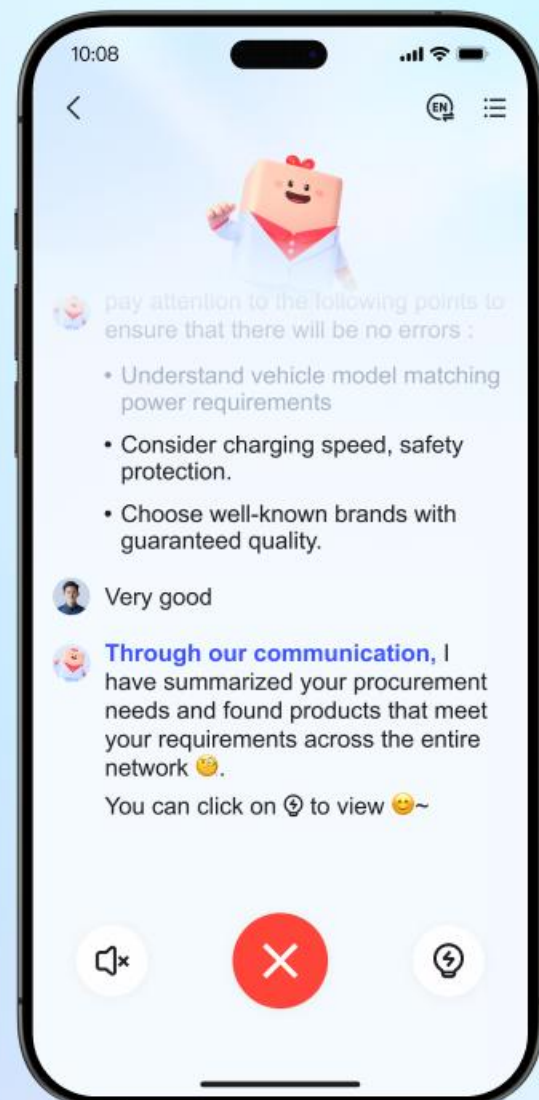 10:08
EN
pay attention to the following points to
ensure that there will be no errors :
• Understand vehicle model matching
power requirements
• Consider charging speed, safety
protection.
• Choose well-known brands with
guaranteed quality.
Very good
Through our communication, I
have summarized your procurement
needs and found products that meet
your requirements across the entire
network 🧐.
You can click on to view 😊~